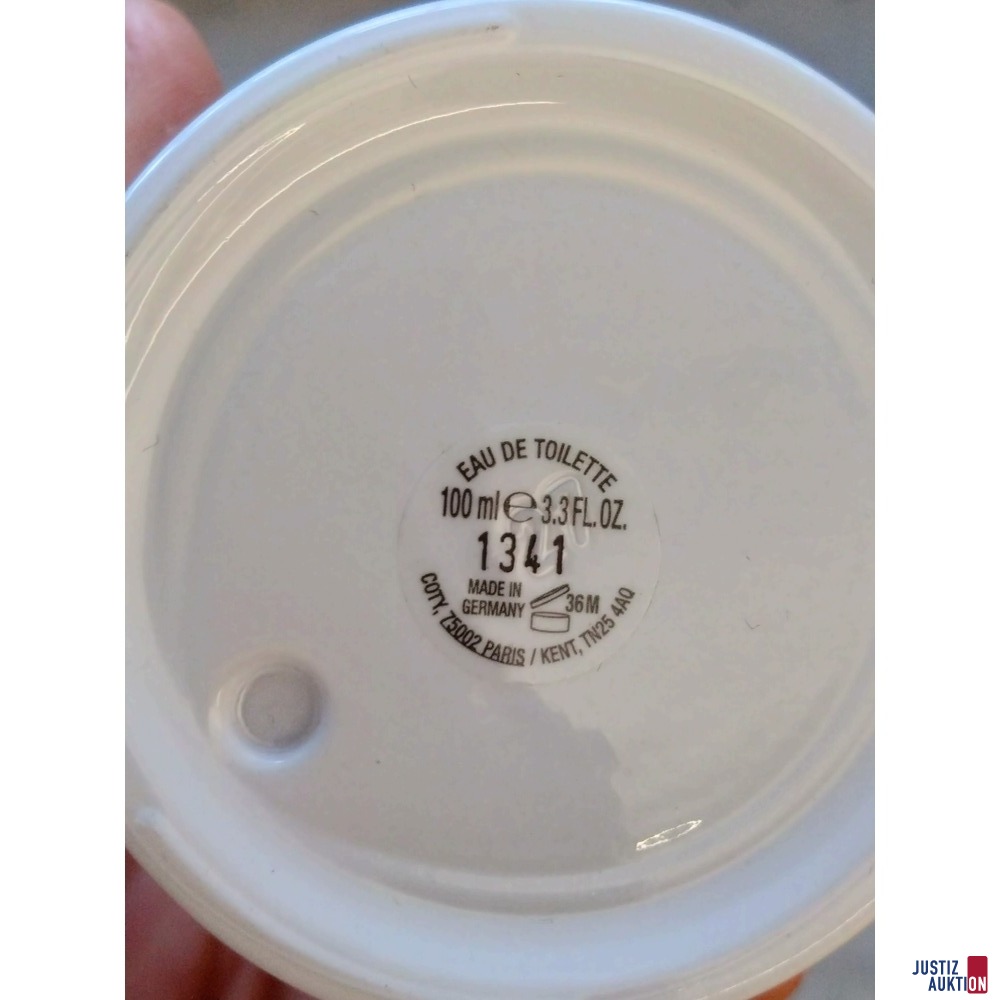 EAU DE TOILETTE
100 ml ℮ 3.3 FL. OZ.
1341
MADE IN
GERMANY
36M
COTY, 75002 PARIS / KENT, TN25 4AQ
JUSTIZ
AUKTION